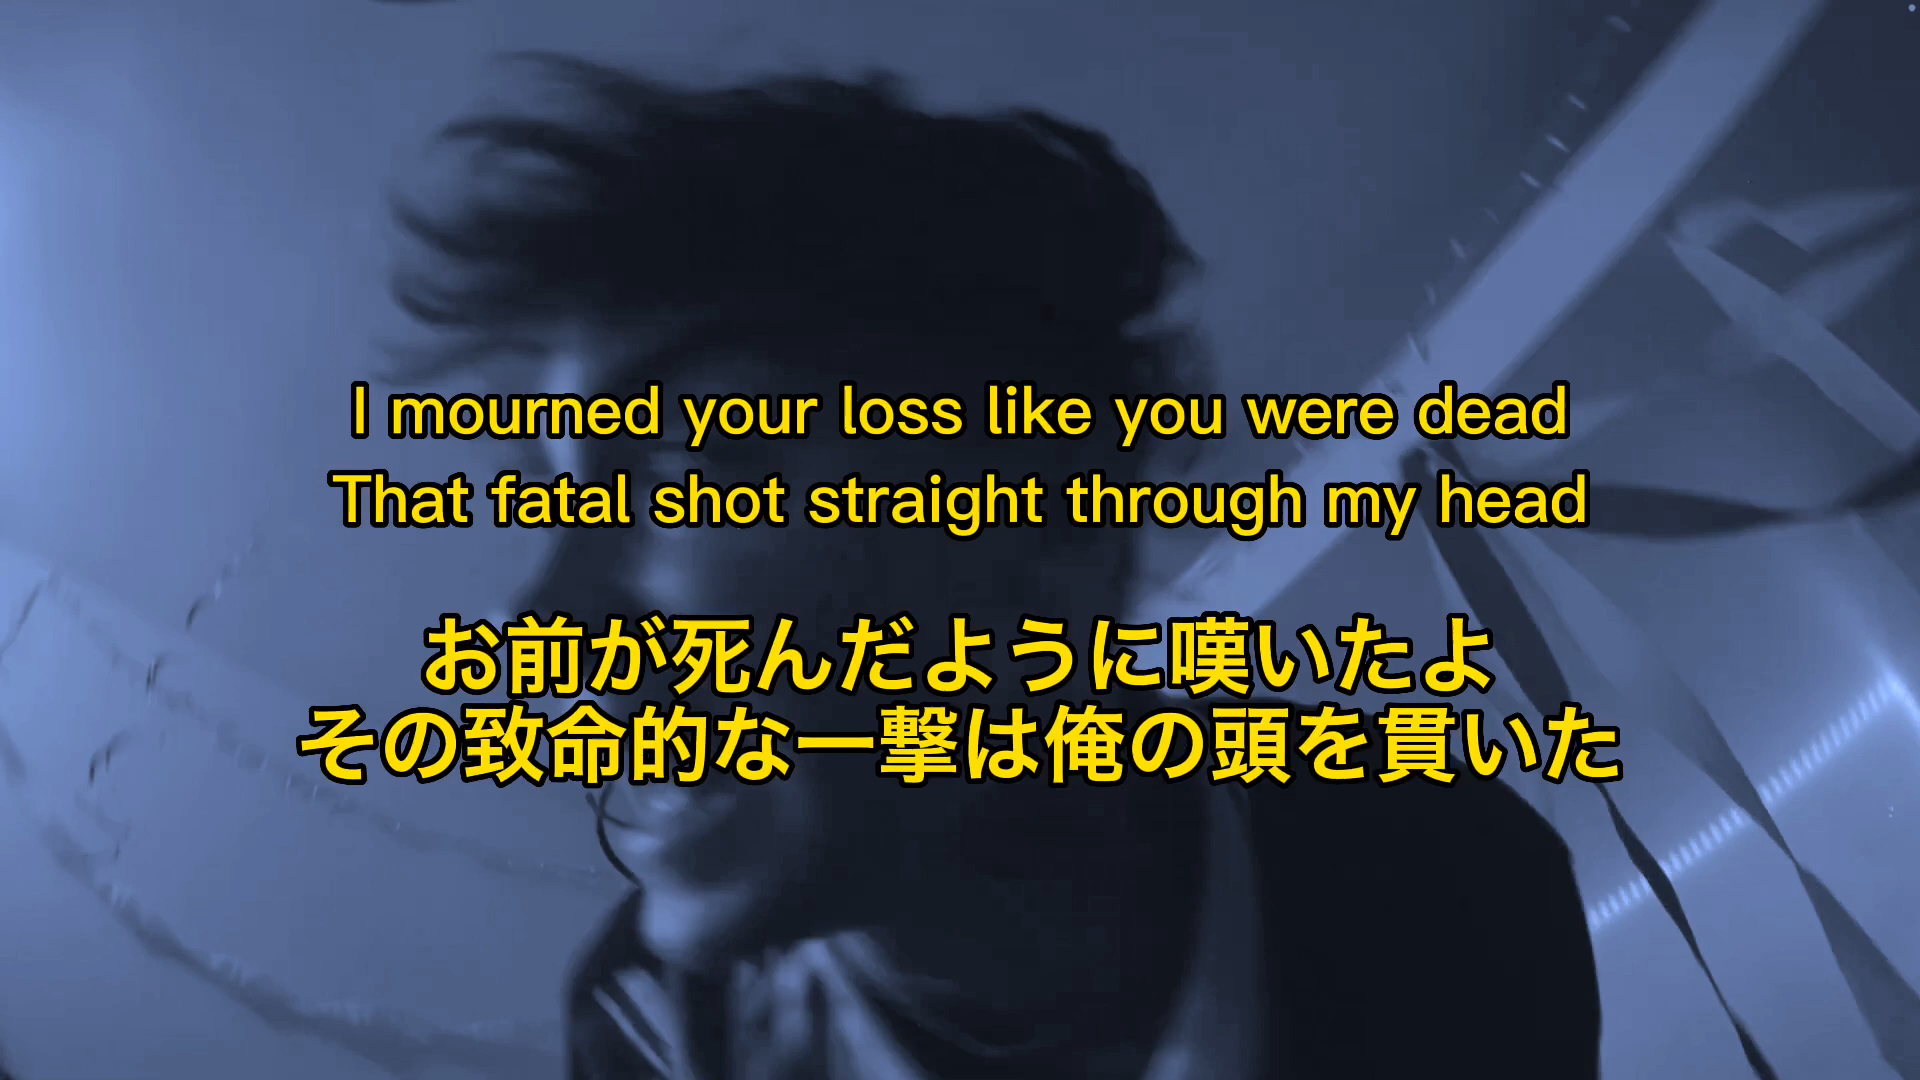 I mourned your loss like you were dead
That fatal shot straight through my head
お前が死んだように嘆いたよ
その致命的な一撃は俺の頭を貫いた